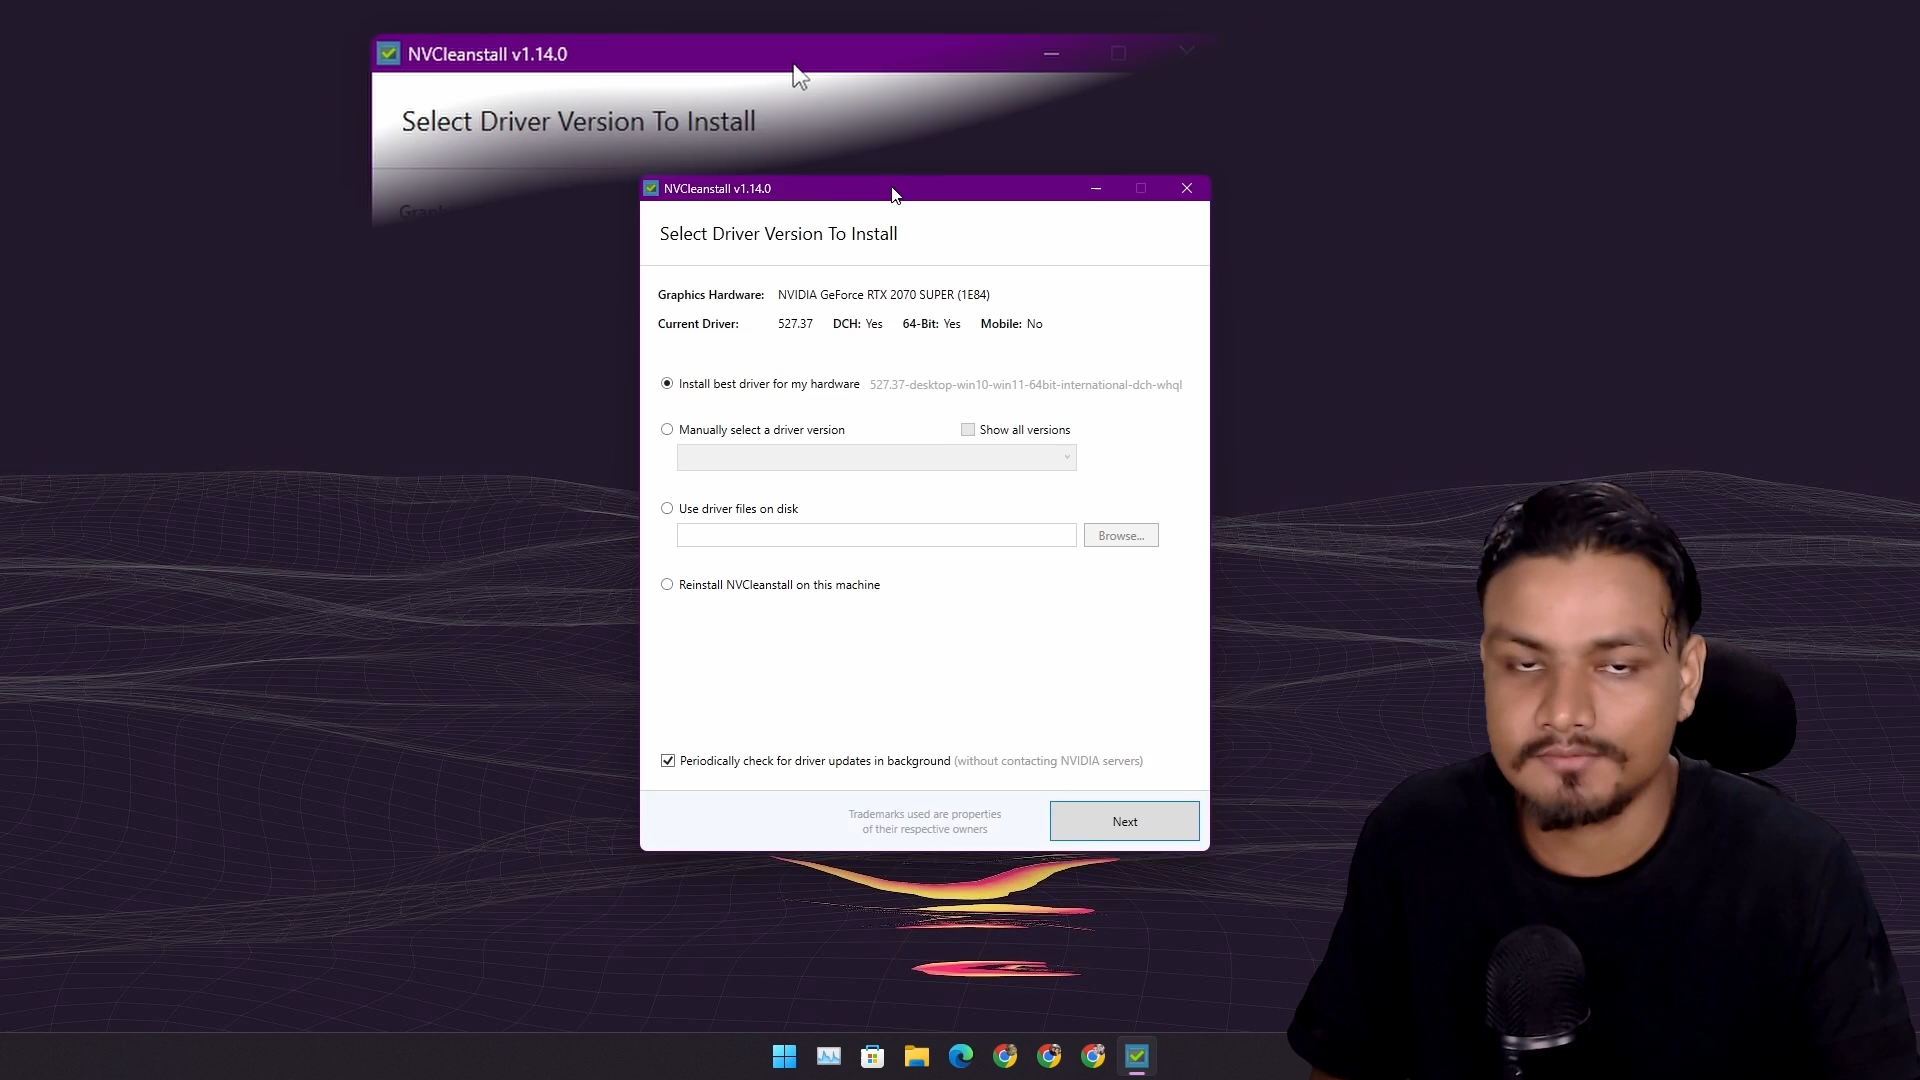 NVCleanstall v1.14.0
Select Driver Version To Install
NVCleanstall v1.14.0
Select Driver Version To Install
Graphics Hardware: NVIDIA GeForce RTX 2070 SUPER (1E84)
Current Driver: 527.37 DCH: Yes 64-Bit: Yes Mobile: No
Install best driver for my hardware 527.37-desktop-win10-win11-64bit-international-dch-whql
Manually select a driver version Show all versions
Use driver files on disk
Browse...
Reinstall NVCleanstall on this machine
Periodically check for driver updates in background (without contacting NVIDIA servers)
Trademarks used are properties
of their respective owners
Next